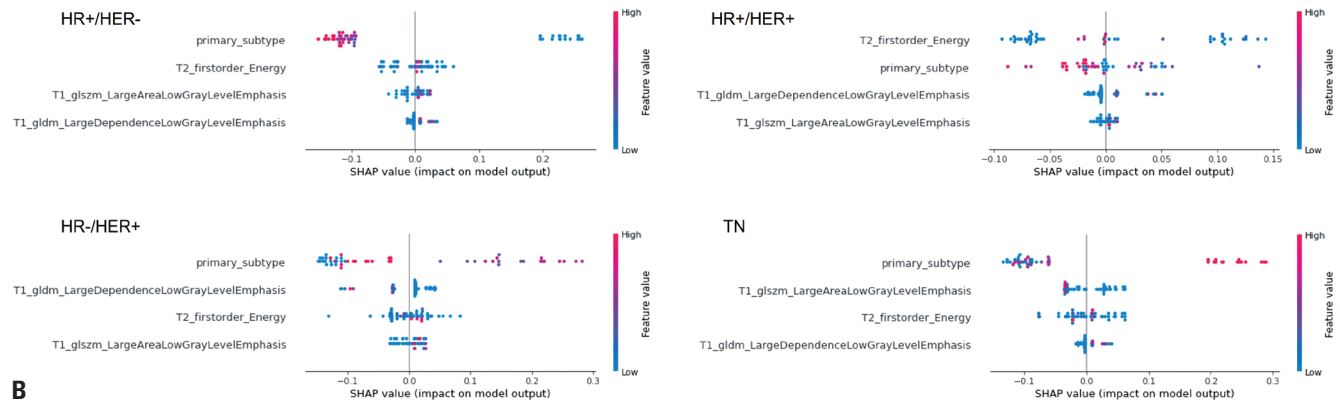 HR+/HER-
primary_subtype
T2_firstorder_Energy
T1_glszm_LargeAreaLowGrayLevelEmphasis
T1_gldm_LargeDependenceLowGrayLevelEmphasis
−0.1 0.0 0.1 0.2
SHAP value (impact on model output)
High
Feature value
Low
HR+/HER+
T2_firstorder_Energy
primary_subtype
T1_gldm_LargeDependenceLowGrayLevelEmphasis
T1_glszm_LargeAreaLowGrayLevelEmphasis
−0.10 −0.05 0.00 0.05 0.10 0.15
SHAP value (impact on model output)
High
Feature value
Low
HR-/HER+
primary_subtype
T1_gldm_LargeDependenceLowGrayLevelEmphasis
T2_firstorder_Energy
T1_glszm_LargeAreaLowGrayLevelEmphasis
−0.1 0.0 0.1 0.2 0.3
SHAP value (impact on model output)
High
Feature value
Low
TN
primary_subtype
T1_glszm_LargeAreaLowGrayLevelEmphasis
T2_firstorder_Energy
T1_gldm_LargeDependenceLowGrayLevelEmphasis
−0.1 0.0 0.1 0.2 0.3
SHAP value (impact on model output)
High
Feature value
Low
B